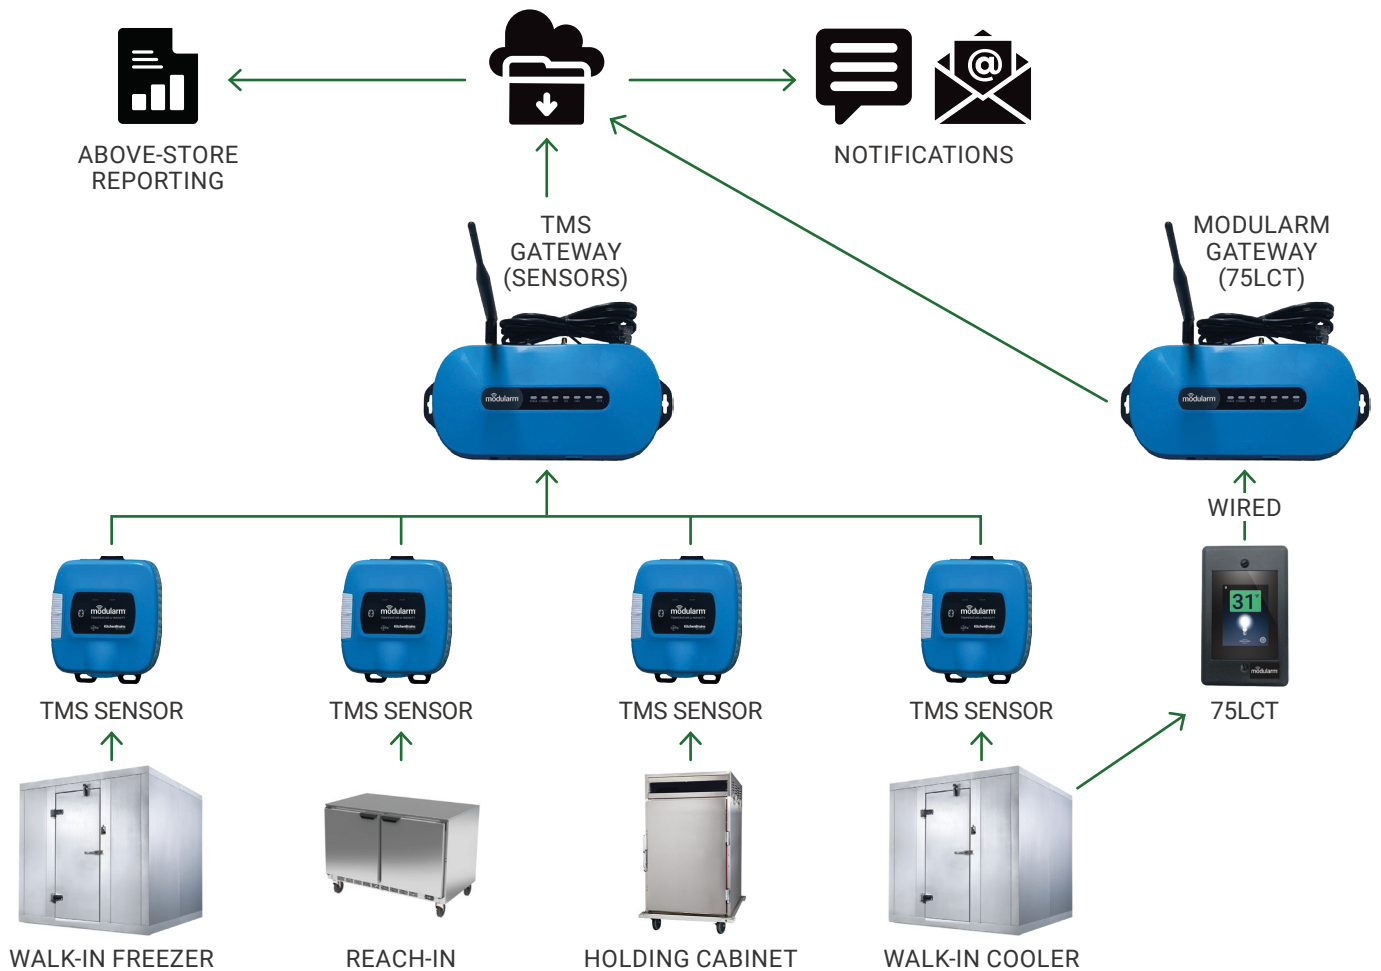 ABOVE-STORE
REPORTING
@
NOTIFICATIONS
TMS
GATEWAY
(SENSORS)
MODULARM
GATEWAY
(75LCT)
modularm
modularm
WIRED
modularm
modularm
modularm
modularm
31°F
modularm
TMS SENSOR
TMS SENSOR
TMS SENSOR
TMS SENSOR
75LCT
WALK-IN FREEZER
REACH-IN
HOLDING CABINET
WALK-IN COOLER